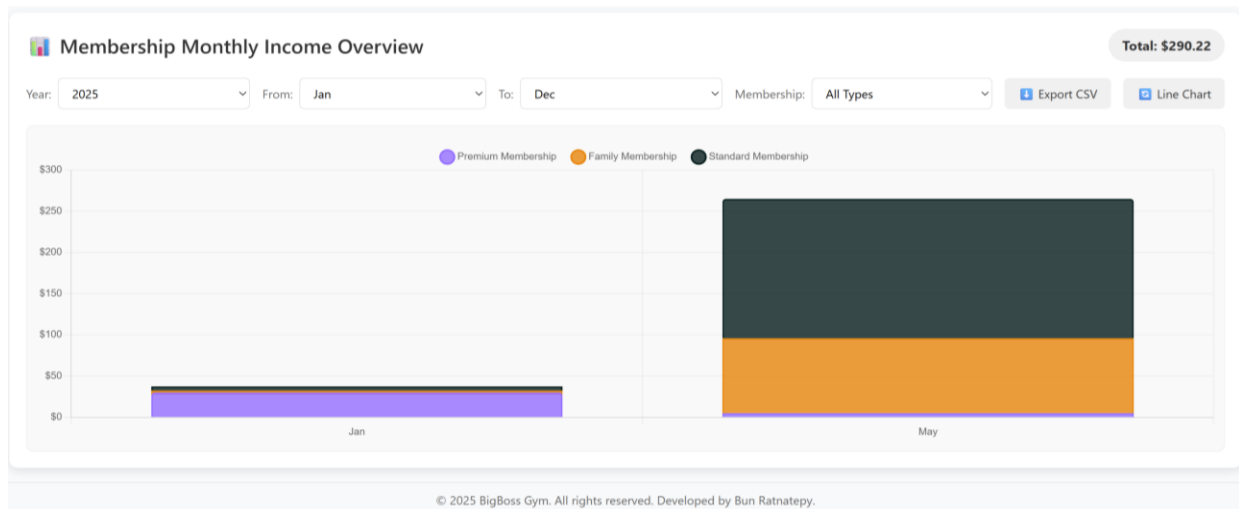 Membership Monthly Income Overview
Total: $290.22
Year: 2025 From: Jan To: Dec Membership: All Types Export CSV Line Chart
Premium Membership Family Membership Standard Membership
$300
$250
$200
$150
$100
$50
$0
Jan May
© 2025 BigBoss Gym. All rights reserved. Developed by Bun Ratnatepy.